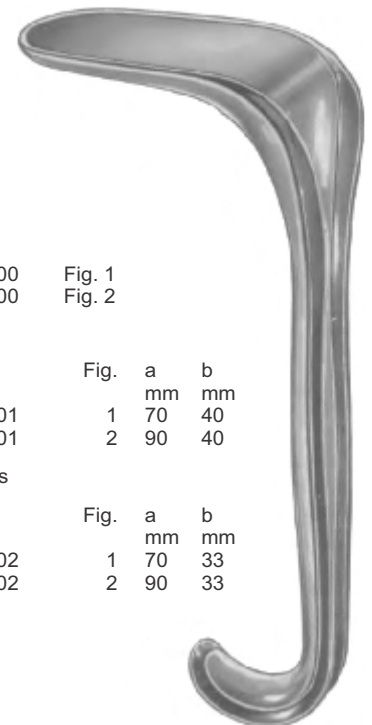 00 Fig. 1
00 Fig. 2
Fig. a b
mm mm
01 1 70 40
01 2 90 40
s
Fig. a b
mm mm
02 1 70 33
02 2 90 33